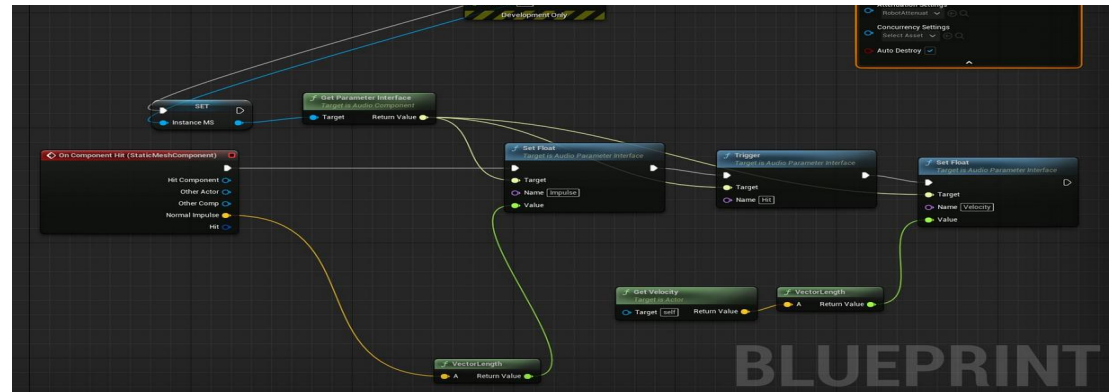 Development Only
Attenuation Settings
RobotAttenuat
Concurrency Settings
Select Asset
Auto Destroy
SET
Instance MS
f Get Parameter Interface
Target is Audio Component
Target Return Value
On Component Hit (StaticMeshComponent)
Hit Component
Other Actor
Other Comp
Normal Impulse
Hit
f Set Float
Target is Audio Parameter Interface
Target
Name Impulse
Value
f Trigger
Target is Audio Parameter Interface
Target
Name Hit
f Set Float
Target is Audio Parameter Interface
Target
Name Velocity
Value
f Get Velocity
Target is Actor
Target self Return Value
f VectorLength
A Return Value
f VectorLength
A Return Value
BLUEPRINT